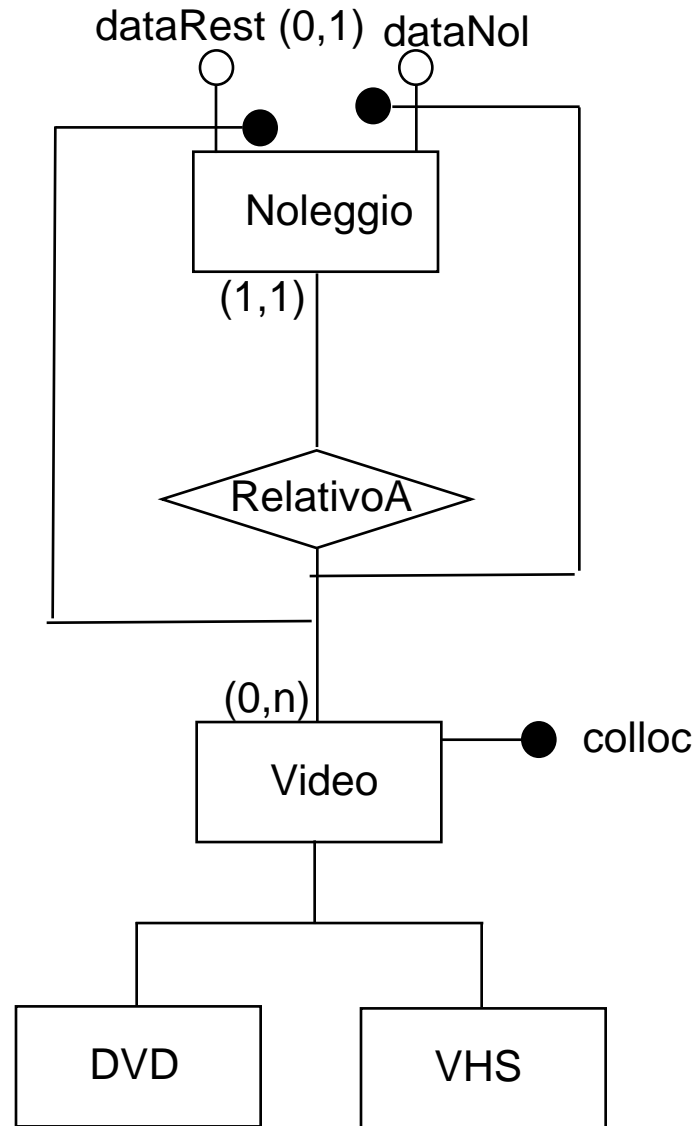 dataRest (0,1) dataNol
Noleggio
(1,1)
RelativoA
(0,n)
colloc
Video
DVD VHS